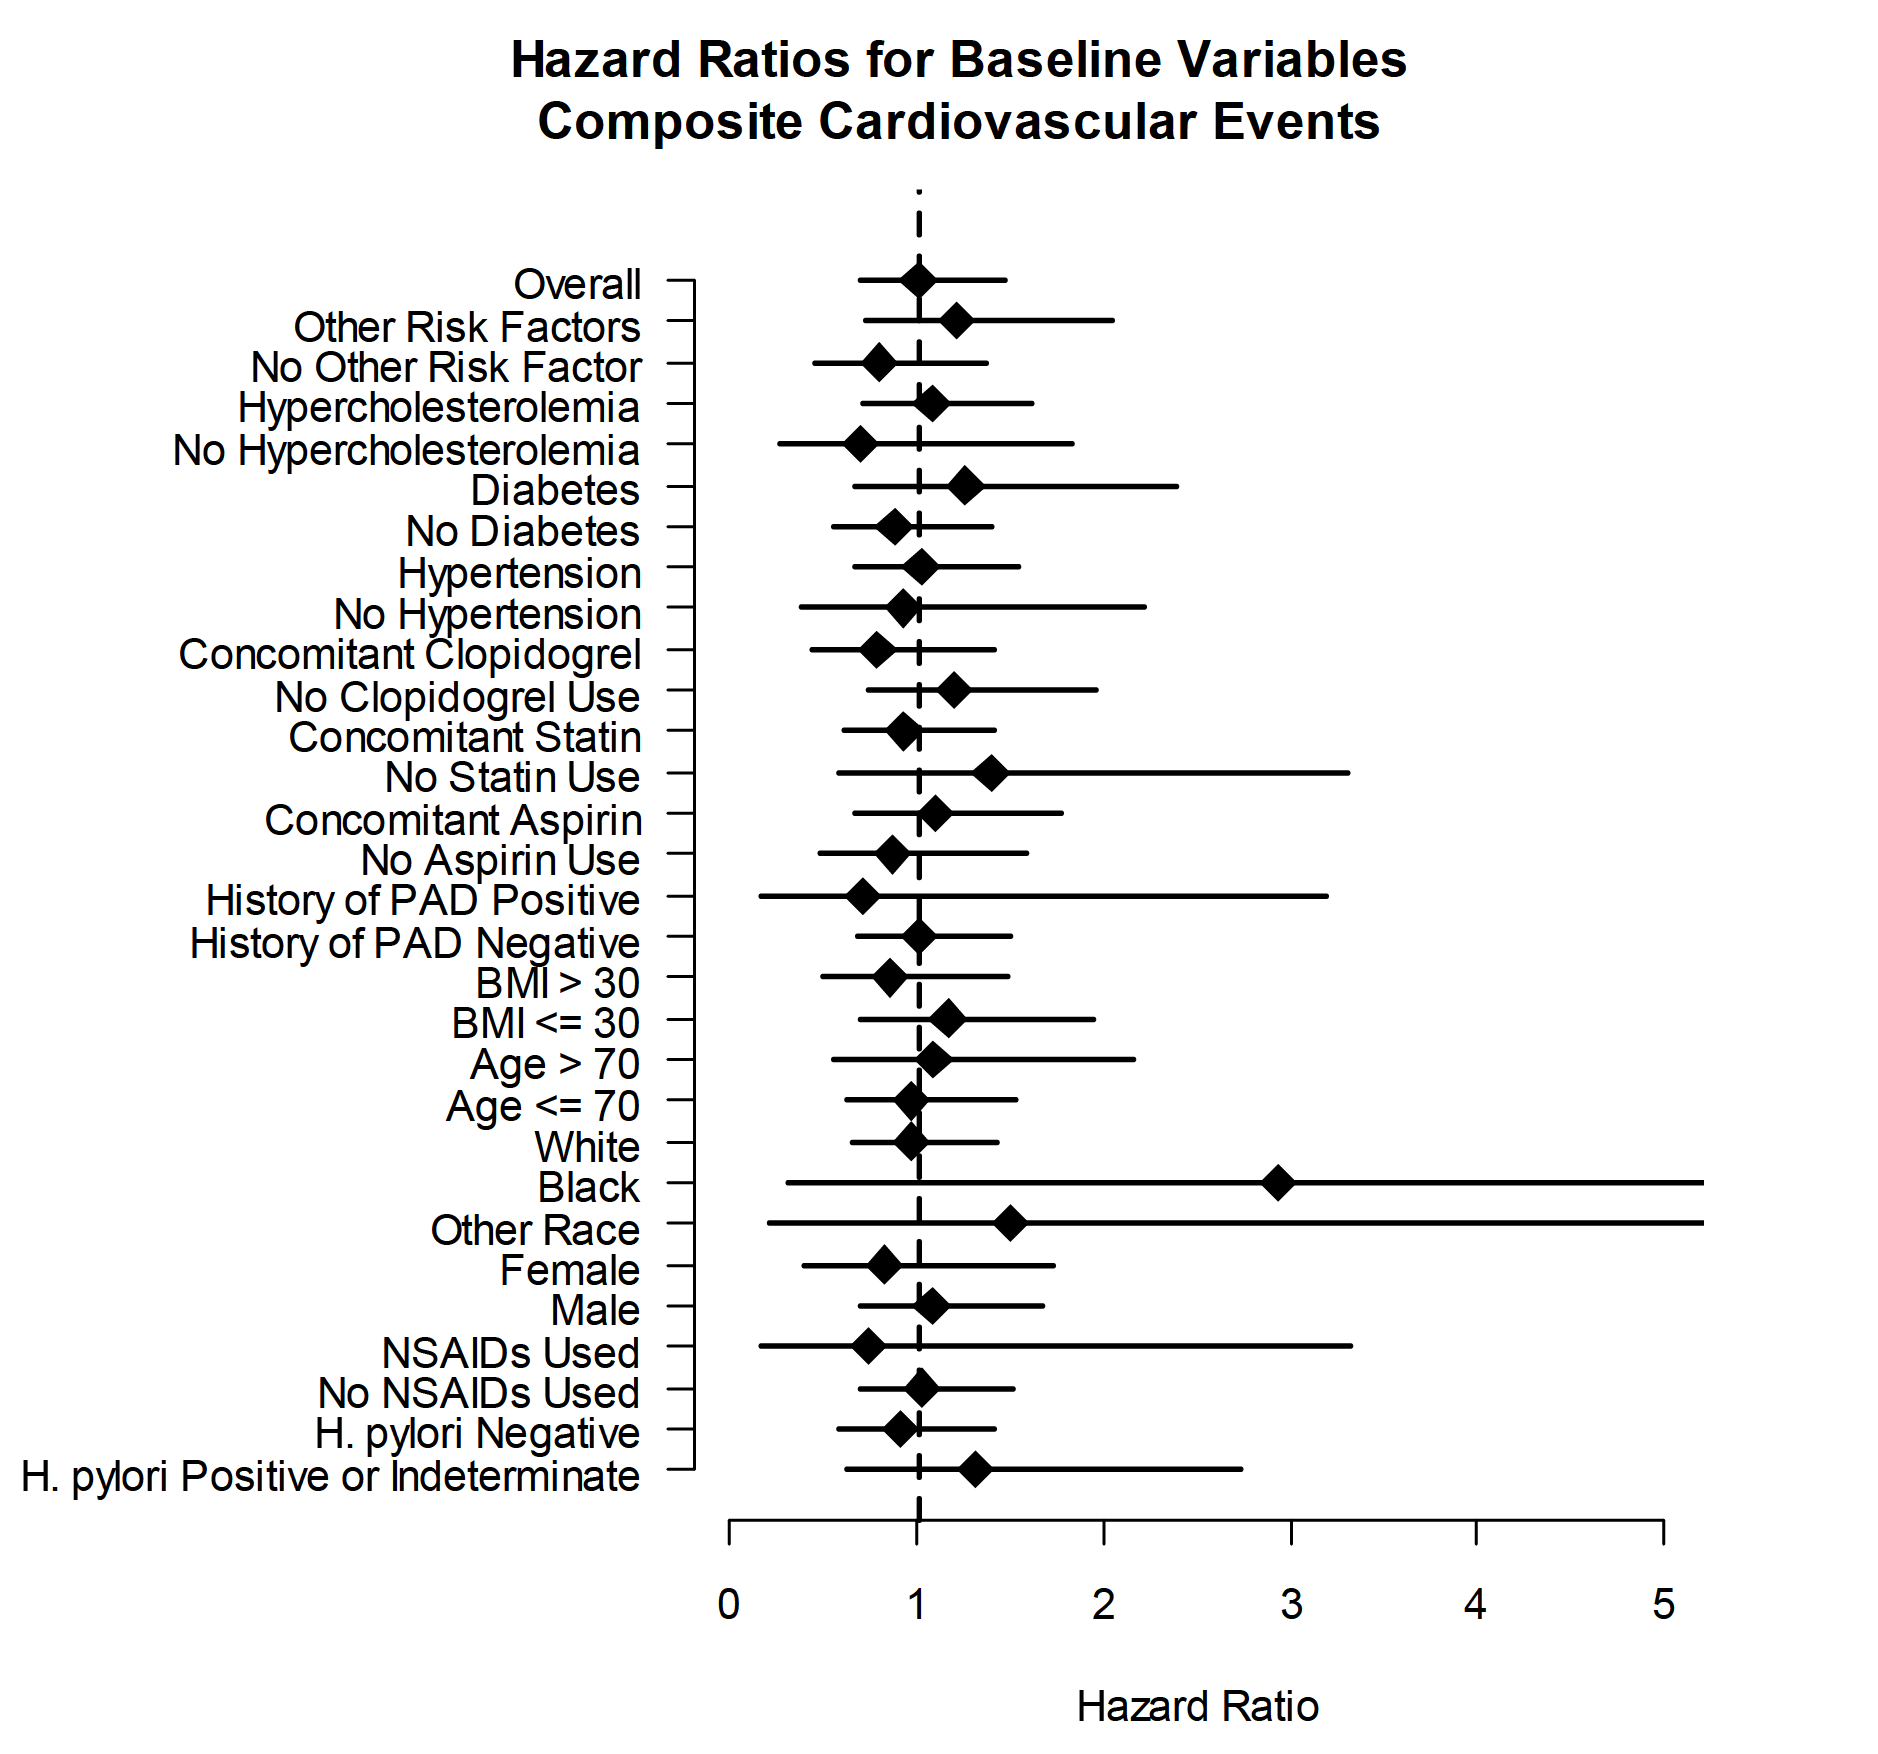 Hazard Ratios for Baseline Variables
Composite Cardiovascular Events
Overall
Other Risk Factors
No Other Risk Factor
Hypercholesterolemia
No Hypercholesterolemia
Diabetes
No Diabetes
Hypertension
No Hypertension
Concomitant Clopidogrel
No Clopidogrel Use
Concomitant Statin
No Statin Use
Concomitant Aspirin
No Aspirin Use
History of PAD Positive
History of PAD Negative
BMI > 30
BMI <= 30
Age > 70
Age <= 70
White
Black
Other Race
Female
Male
NSAIDs Used
No NSAIDs Used
H. pylori Negative
H. pylori Positive or Indeterminate
0 1 2 3 4 5
Hazard Ratio